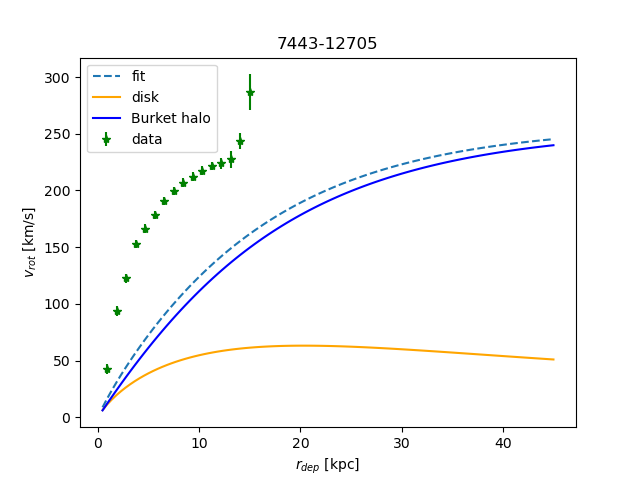 7443-12705
fit
disk
Burket halo
data
300
250
200
150
100
50
0
v_rot [km/s]
0 10 20 30 40
r_dep [kpc]